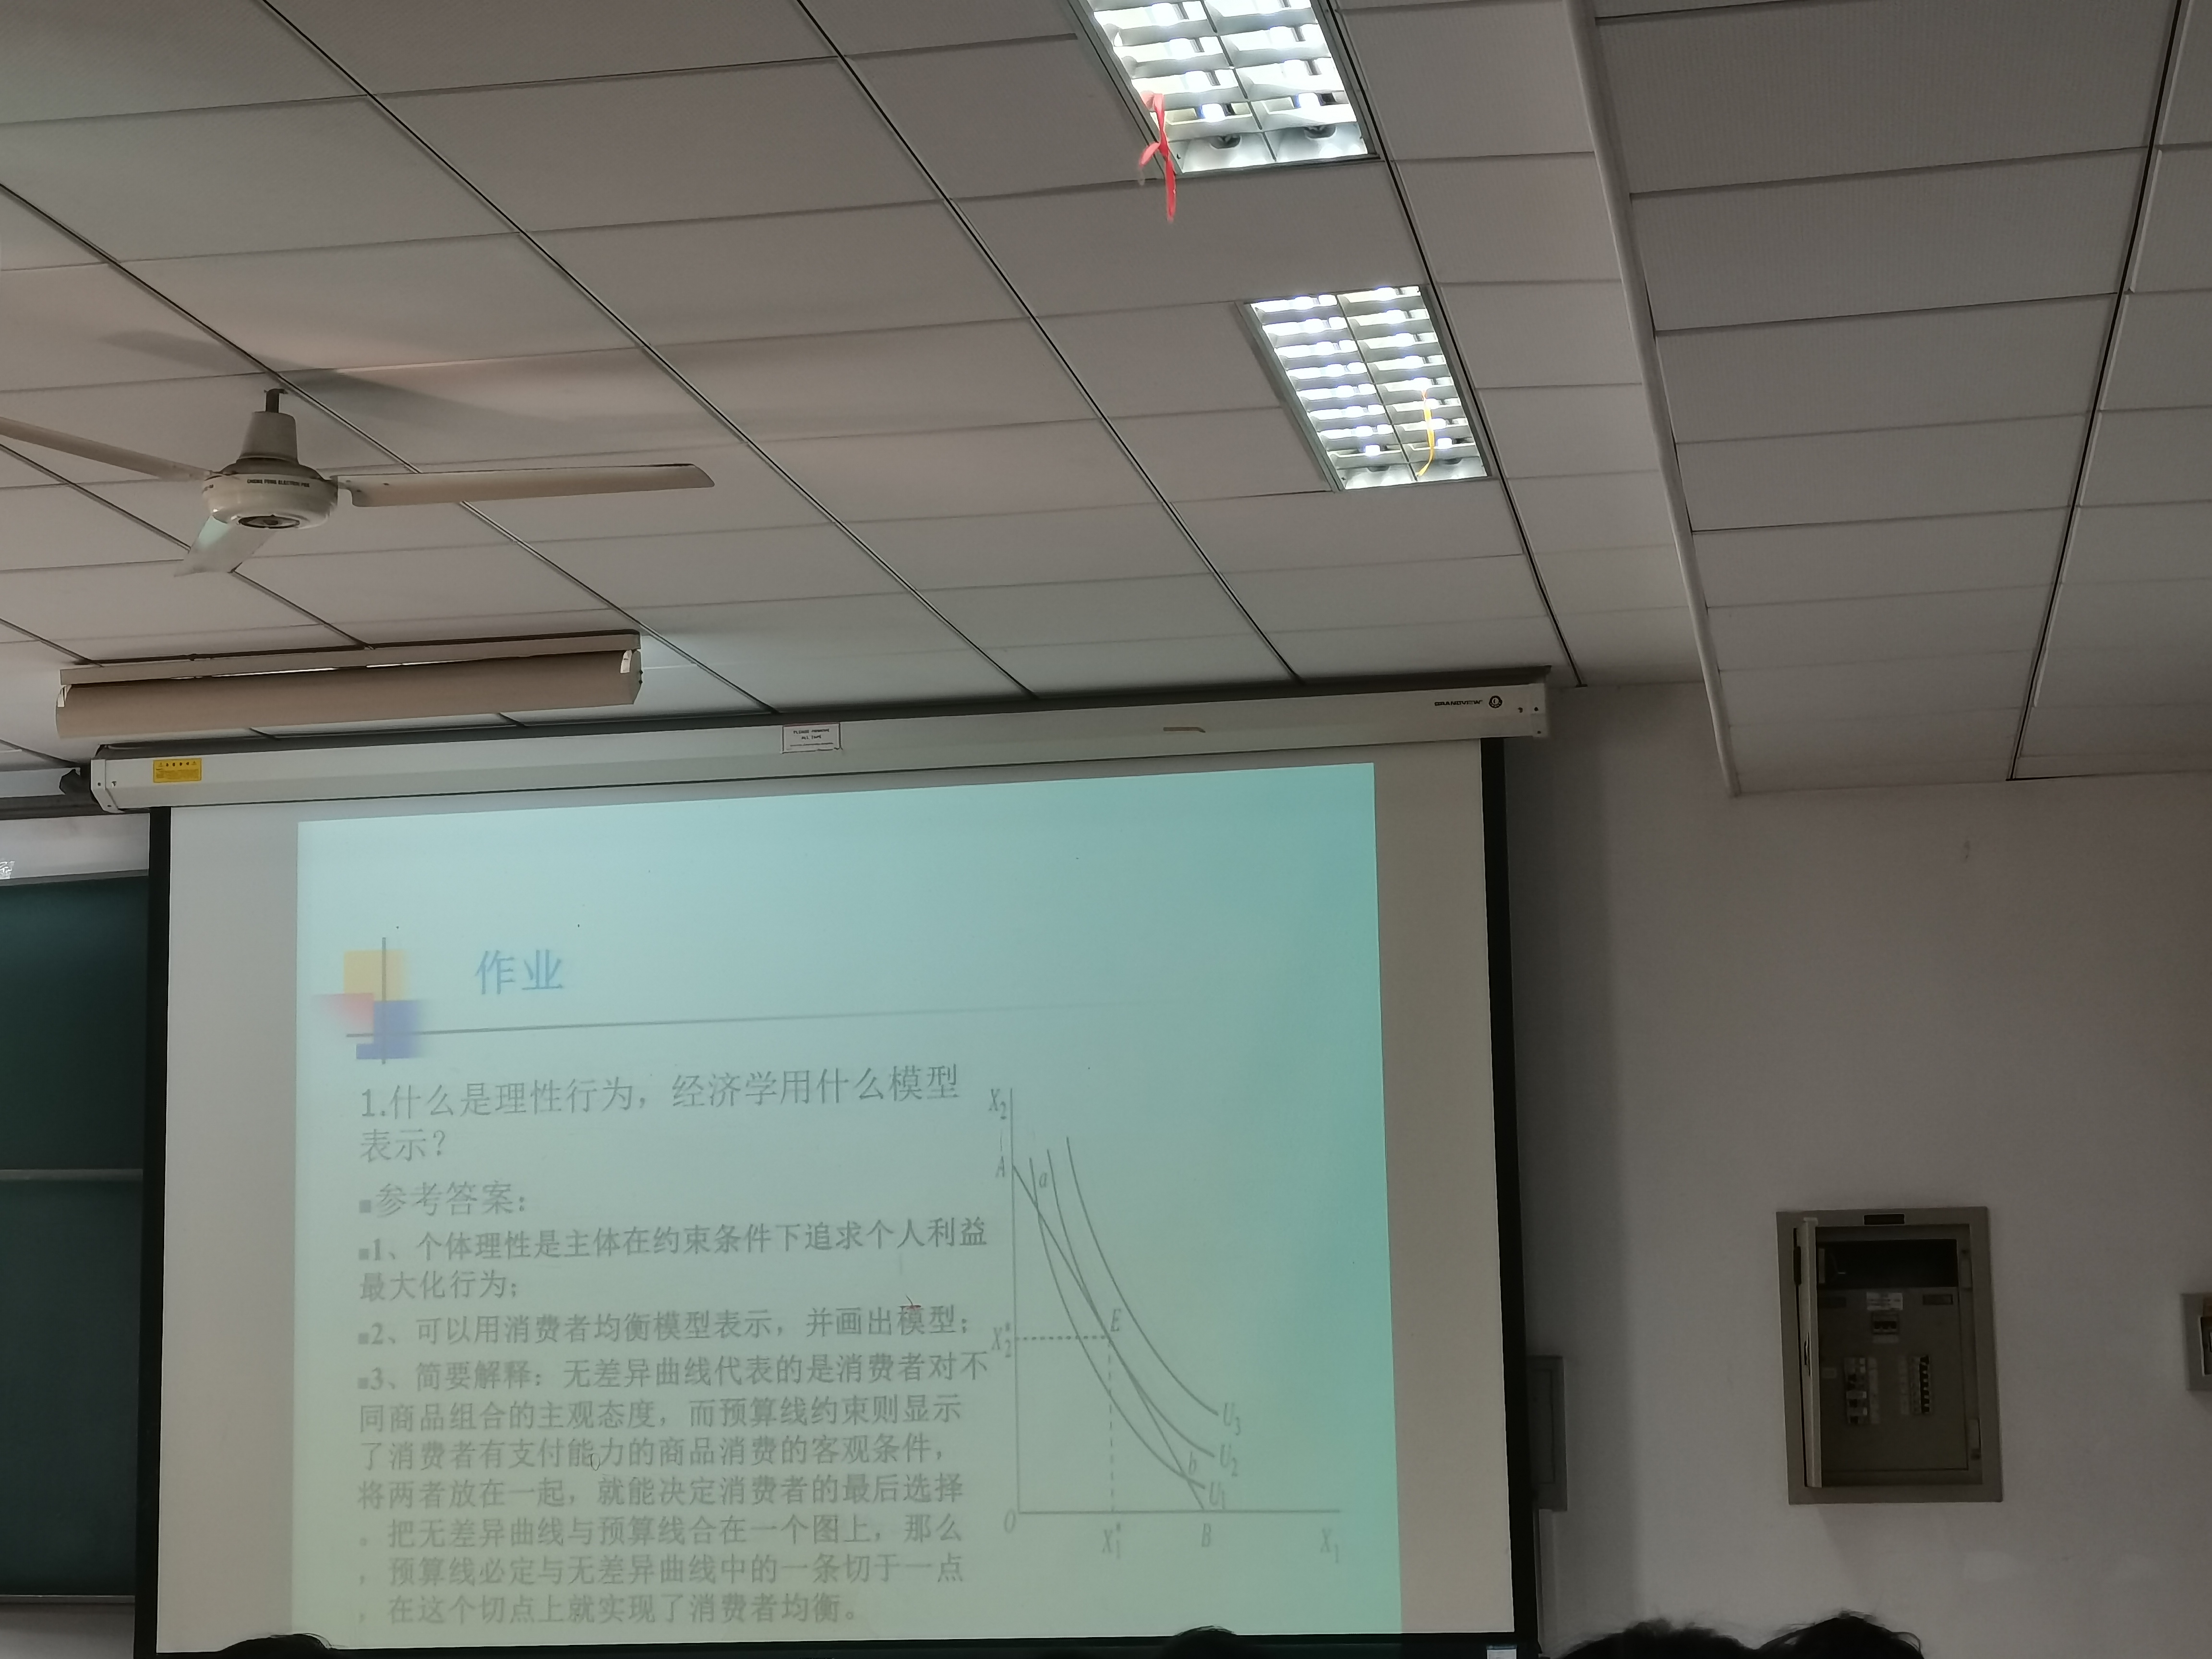 GRANDVIEW
PLEASE REMOVE
作业
1.什么是理性行为，经济学用什么模型
表示？
■参考答案：
■1、个体理性是主体在约束条件下追求个人利益
最大化行为；
■2、可以用消费者均衡模型表示，并画出模型；
■3、简要解释：无差异曲线代表的是消费者对不
同商品组合的主观态度，而预算线约束则显示
了消费者有支付能力的商品消费的客观条件，
将两者放在一起，就能决定消费者的最后选择
。把无差异曲线与预算线合在一个图上，那么
，预算线必定与无差异曲线中的一条切于一点
，在这个切点上就实现了消费者均衡。
X₂
A
a
E
X₂*
U₃
U₂
b
U₁
O
X₁*
B
X₁